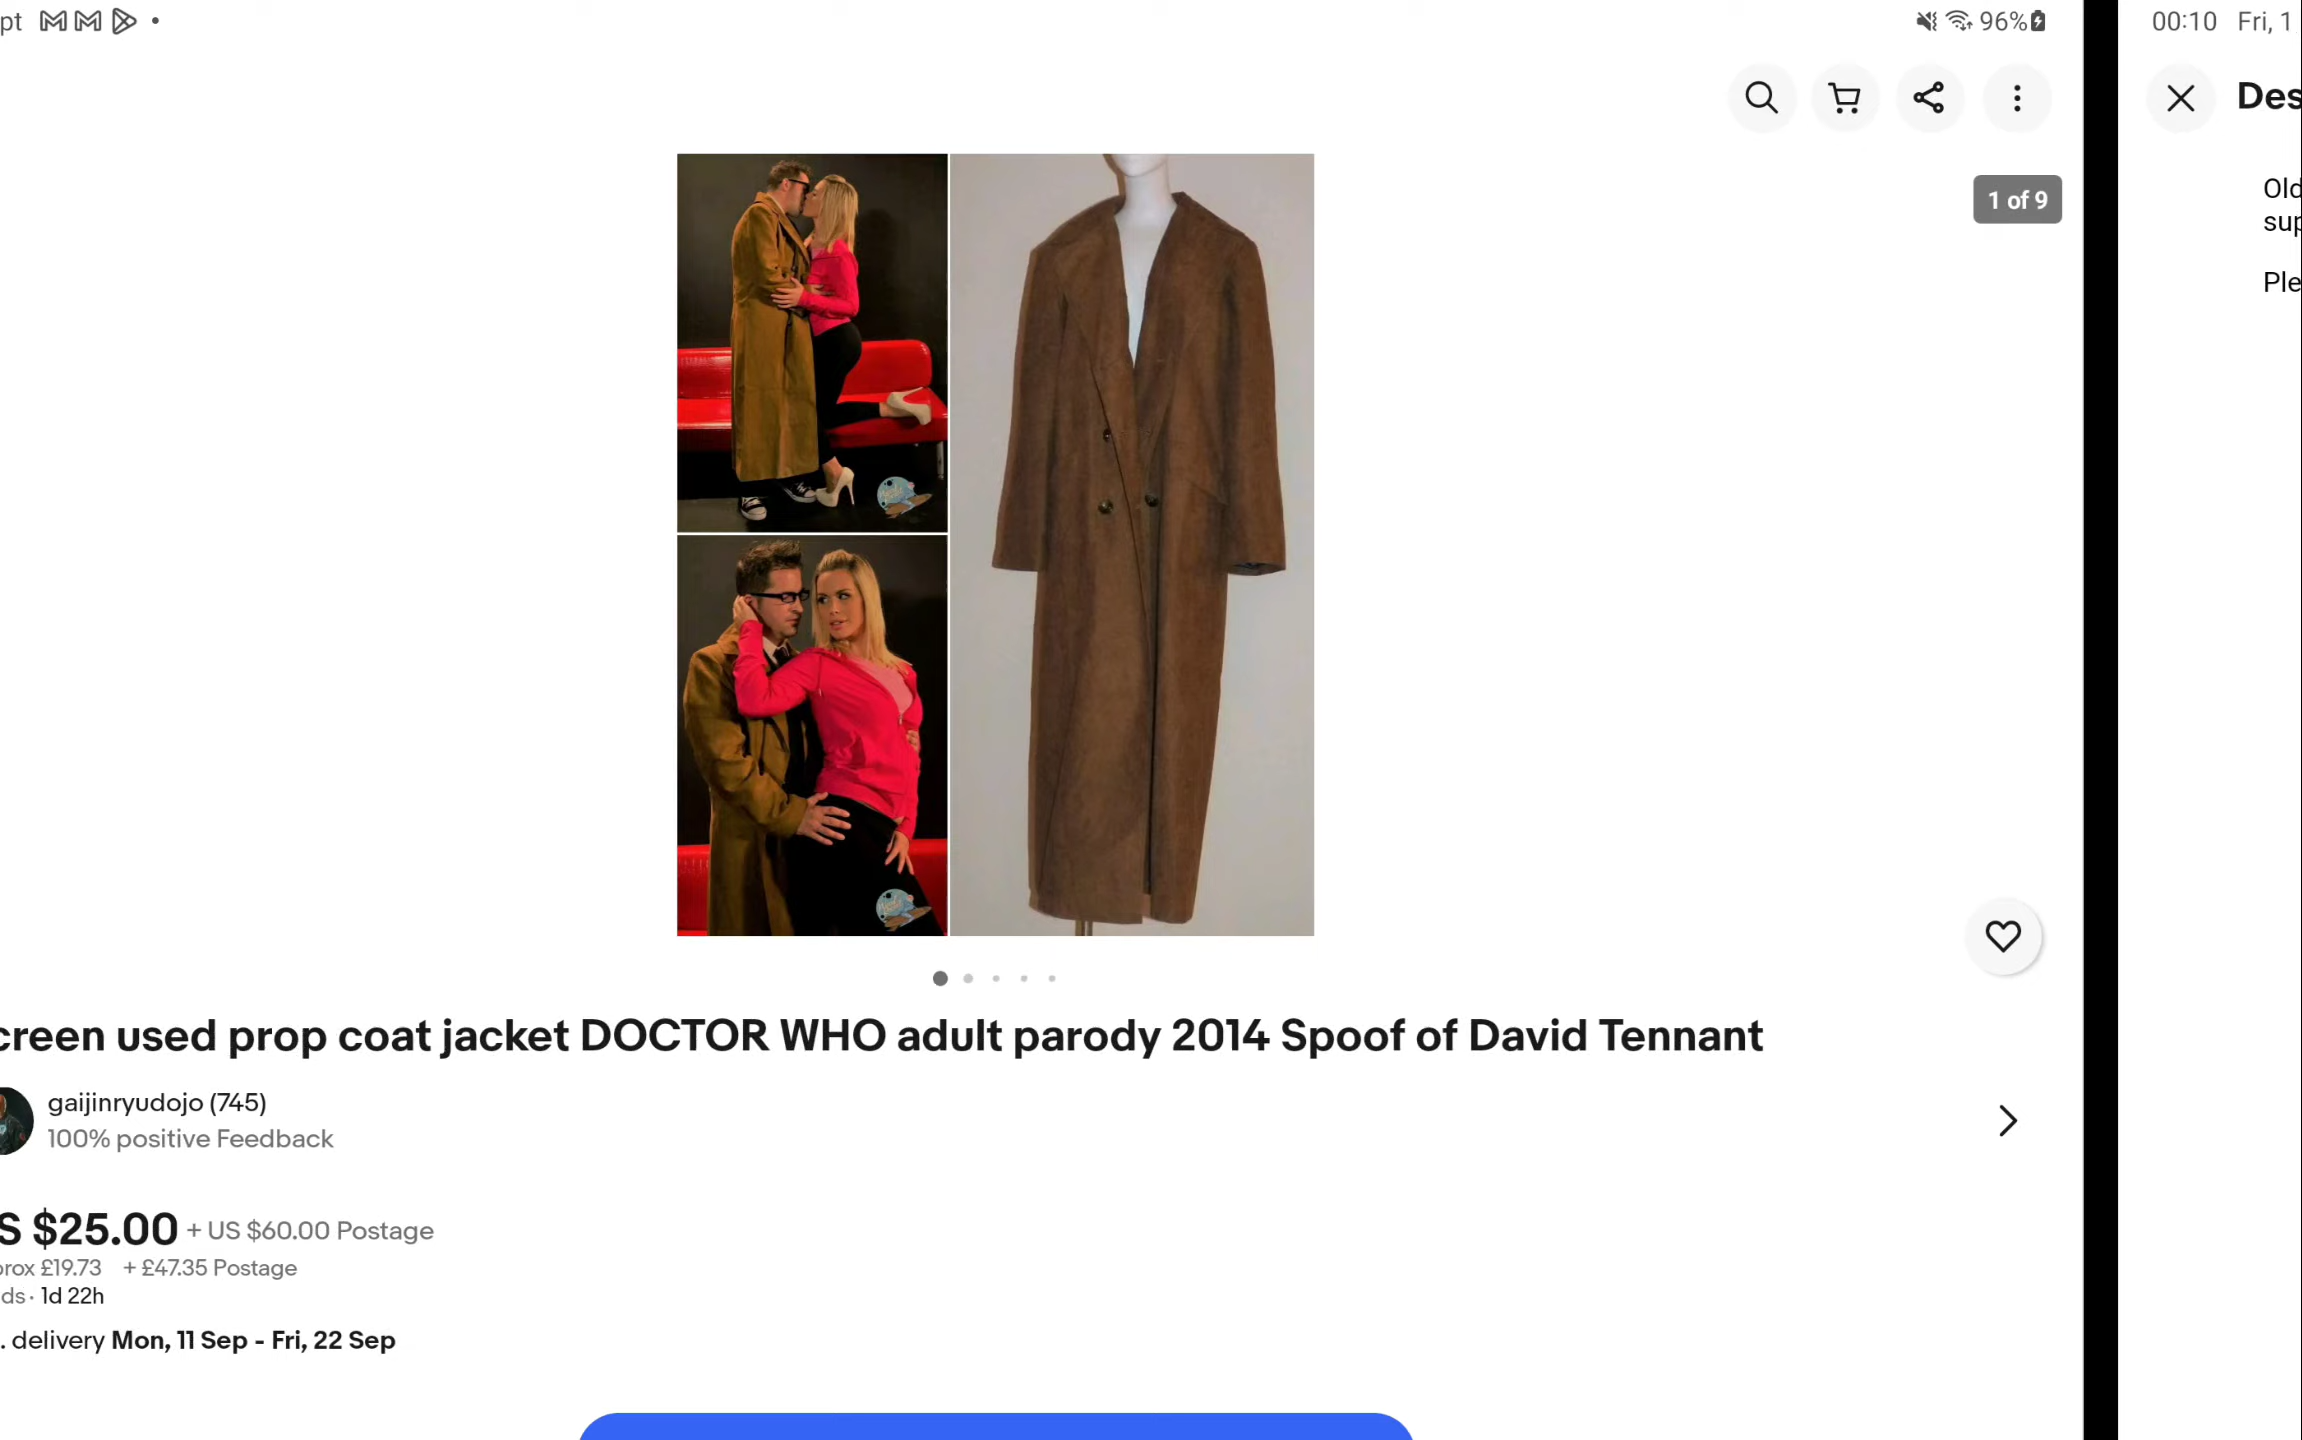 pt
96%
00:10 Fri, 1
Des
1 of 9
Old
sup
Ple
creen used prop coat jacket DOCTOR WHO adult parody 2014 Spoof of David Tennant
gaijinryudojo (745)
100% positive Feedback
S $25.00 + US $60.00 Postage
prox £19.73 + £47.35 Postage
ds · 1d 22h
. delivery Mon, 11 Sep - Fri, 22 Sep